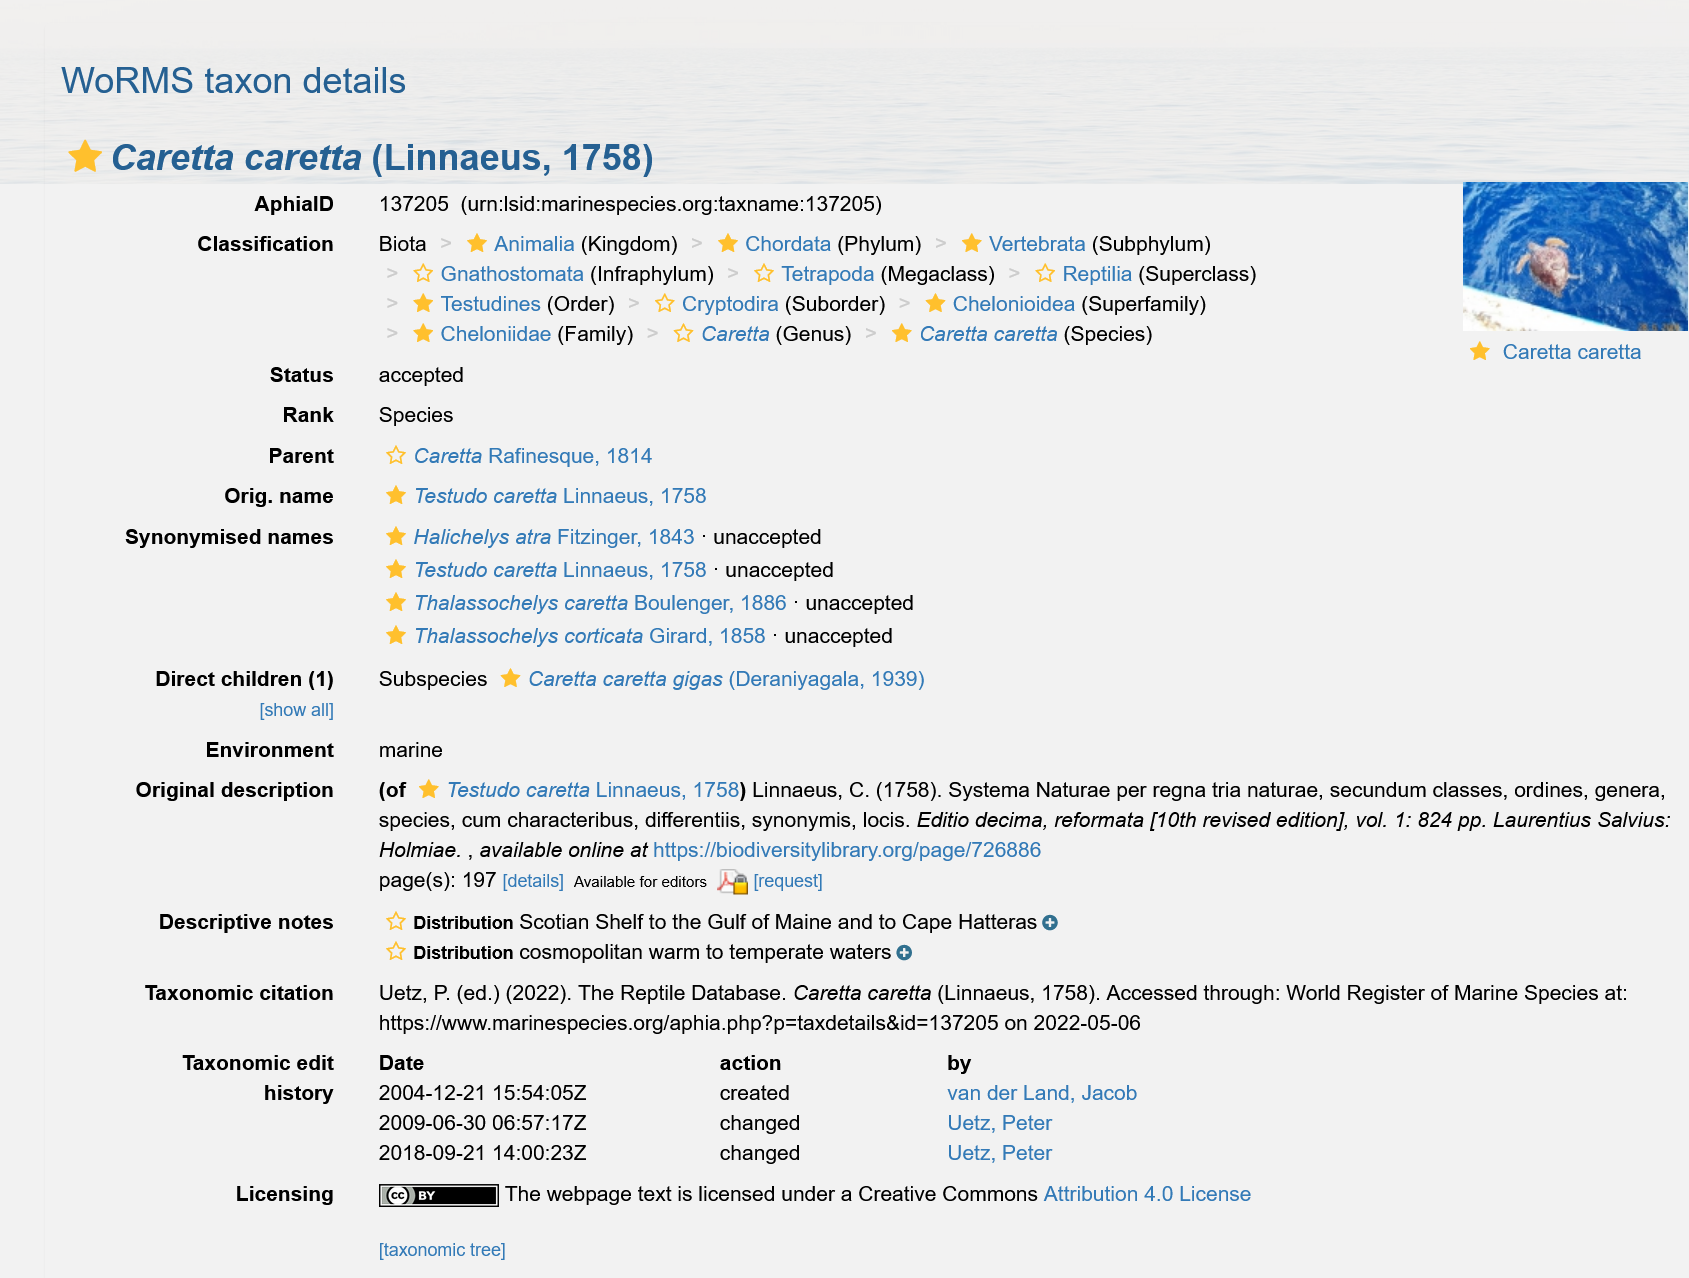 WoRMS taxon details
Caretta caretta (Linnaeus, 1758)
AphiaID 137205 (urn:lsid:marinespecies.org:taxname:137205)
Classification Biota > Animalia (Kingdom) > Chordata (Phylum) > Vertebrata (Subphylum)
> Gnathostomata (Infraphylum) > Tetrapoda (Megaclass) > Reptilia (Superclass)
> Testudines (Order) > Cryptodira (Suborder) > Chelonioidea (Superfamily)
> Cheloniidae (Family) > Caretta (Genus) > Caretta caretta (Species)
Caretta caretta
Status accepted
Rank Species
Parent Caretta Rafinesque, 1814
Orig. name Testudo caretta Linnaeus, 1758
Synonymised names Halichelys atra Fitzinger, 1843 · unaccepted
Testudo caretta Linnaeus, 1758 · unaccepted
Thalassochelys caretta Boulenger, 1886 · unaccepted
Thalassochelys corticata Girard, 1858 · unaccepted
Direct children (1) Subspecies Caretta caretta gigas (Deraniyagala, 1939)
[show all]
Environment marine
Original description (of Testudo caretta Linnaeus, 1758) Linnaeus, C. (1758). Systema Naturae per regna tria naturae, secundum classes, ordines, genera,
species, cum characteribus, differentiis, synonymis, locis. Editio decima, reformata [10th revised edition], vol. 1: 824 pp. Laurentius Salvius:
Holmiae. , available online at https://biodiversitylibrary.org/page/726886
page(s): 197 [details] Available for editors [request]
Descriptive notes Distribution Scotian Shelf to the Gulf of Maine and to Cape Hatteras
Distribution cosmopolitan warm to temperate waters
Taxonomic citation Uetz, P. (ed.) (2022). The Reptile Database. Caretta caretta (Linnaeus, 1758). Accessed through: World Register of Marine Species at:
https://www.marinespecies.org/aphia.php?p=taxdetails&id=137205 on 2022-05-06
Taxonomic edit Date action by
history 2004-12-21 15:54:05Z created van der Land, Jacob
2009-06-30 06:57:17Z changed Uetz, Peter
2018-09-21 14:00:23Z changed Uetz, Peter
Licensing cc BY The webpage text is licensed under a Creative Commons Attribution 4.0 License
[taxonomic tree]